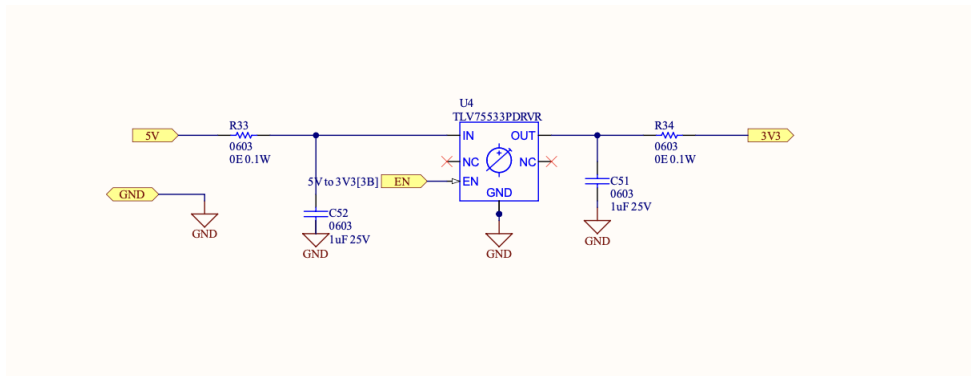 U4
TLV75533PDRVR
5V
R33
0603
0E 0.1W
IN
OUT
R34
0603
0E 0.1W
3V3
NC
NC
5V to 3V3[3B]
EN
EN
GND
C51
0603
1uF 25V
GND
GND
C52
0603
1uF 25V
GND
GND
GND